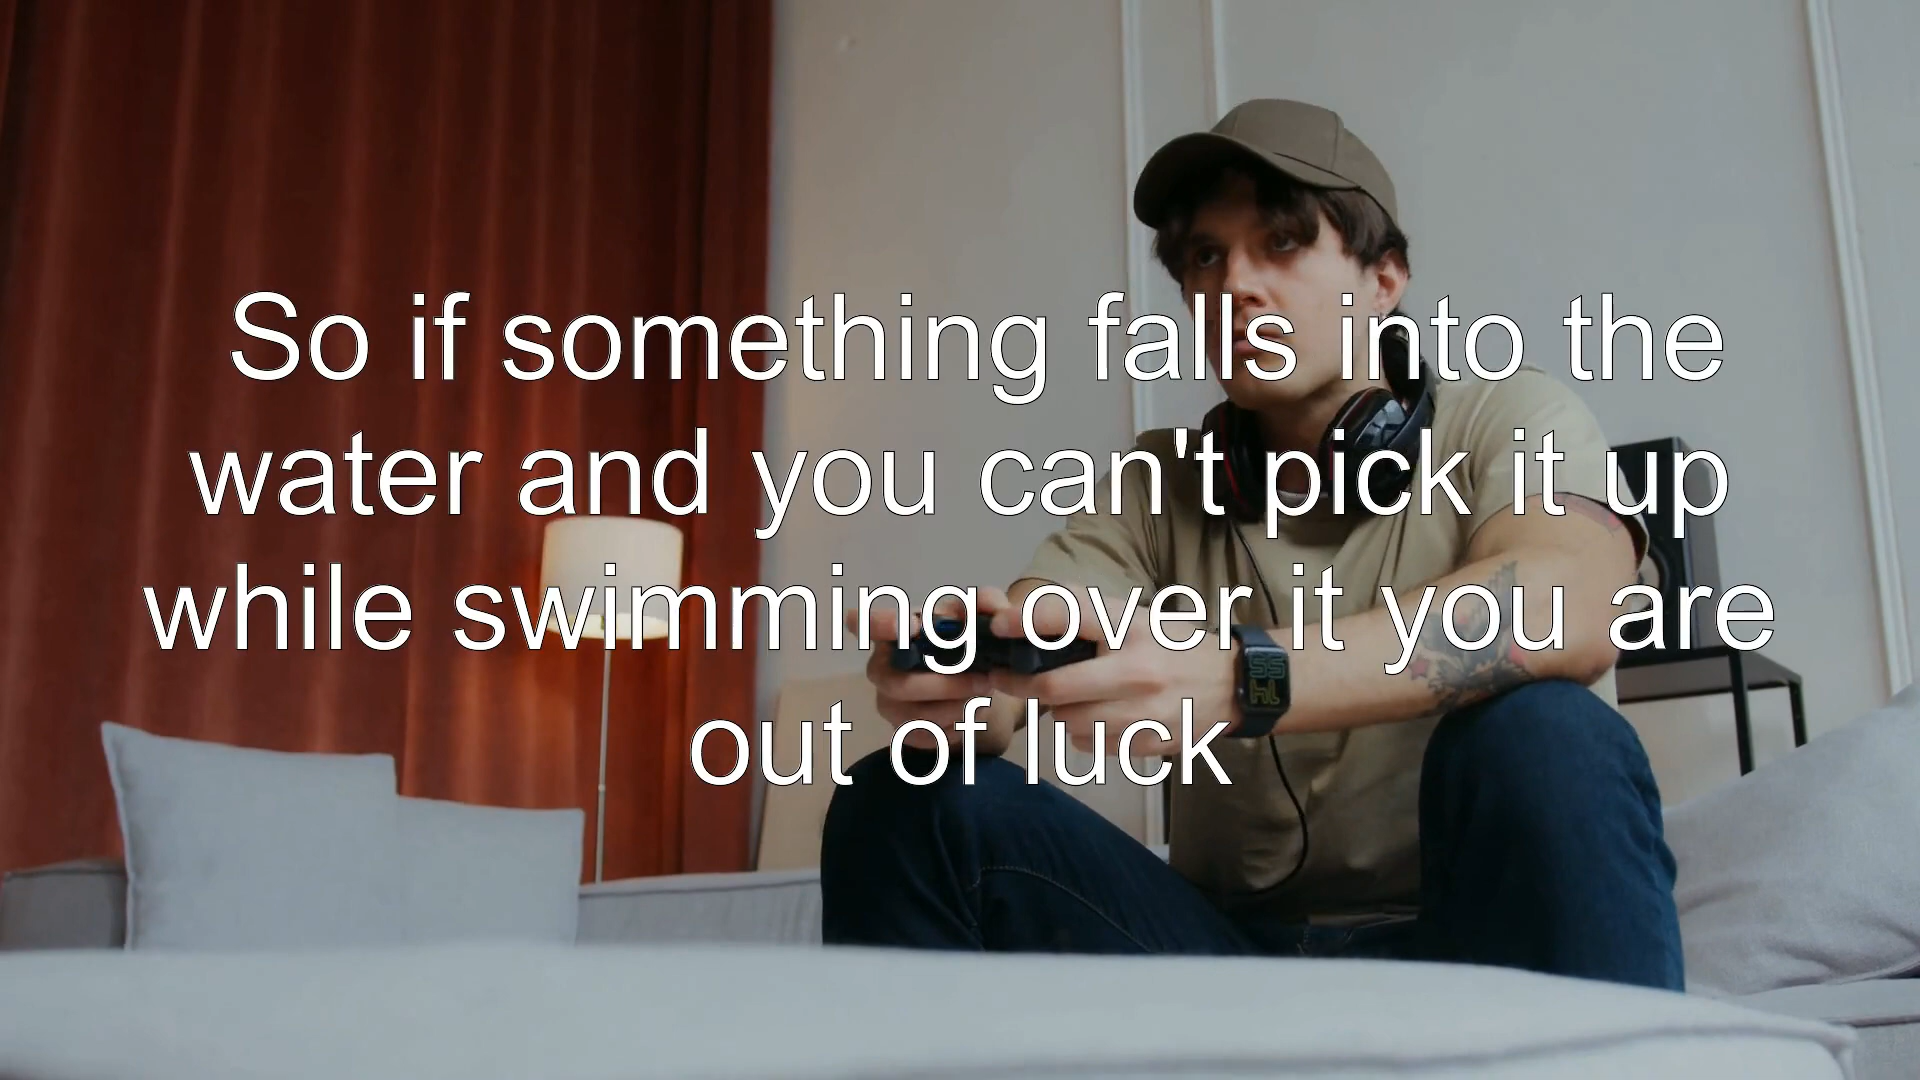 So if something falls into the
water and you can't pick it up
while swimming over it you are
out of luck